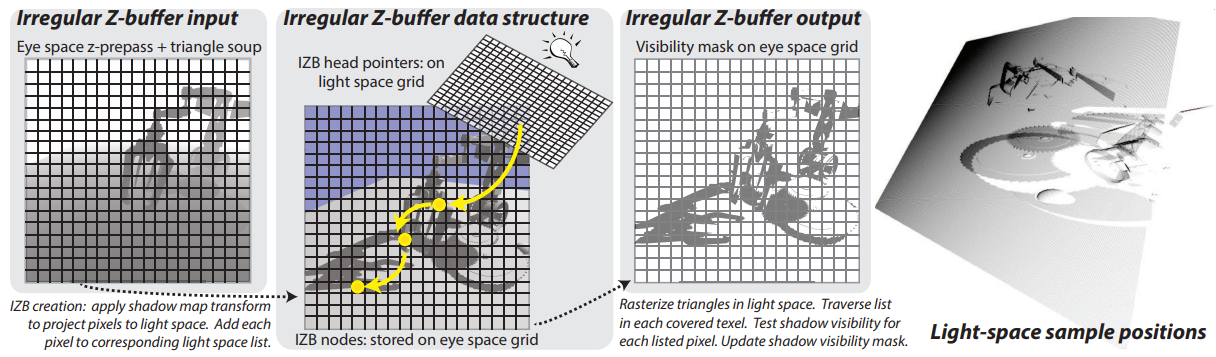 Irregular Z-buffer input
Eye space z-prepass + triangle soup
IZB creation: apply shadow map transform
to project pixels to light space. Add each
pixel to corresponding light space list.
Irregular Z-buffer data structure
IZB head pointers: on
light space grid
IZB nodes: stored on eye space grid
Irregular Z-buffer output
Visibility mask on eye space grid
Rasterize triangles in light space. Traverse list
in each covered texel. Test shadow visibility for
each listed pixel. Update shadow visibility mask.
Light-space sample positions